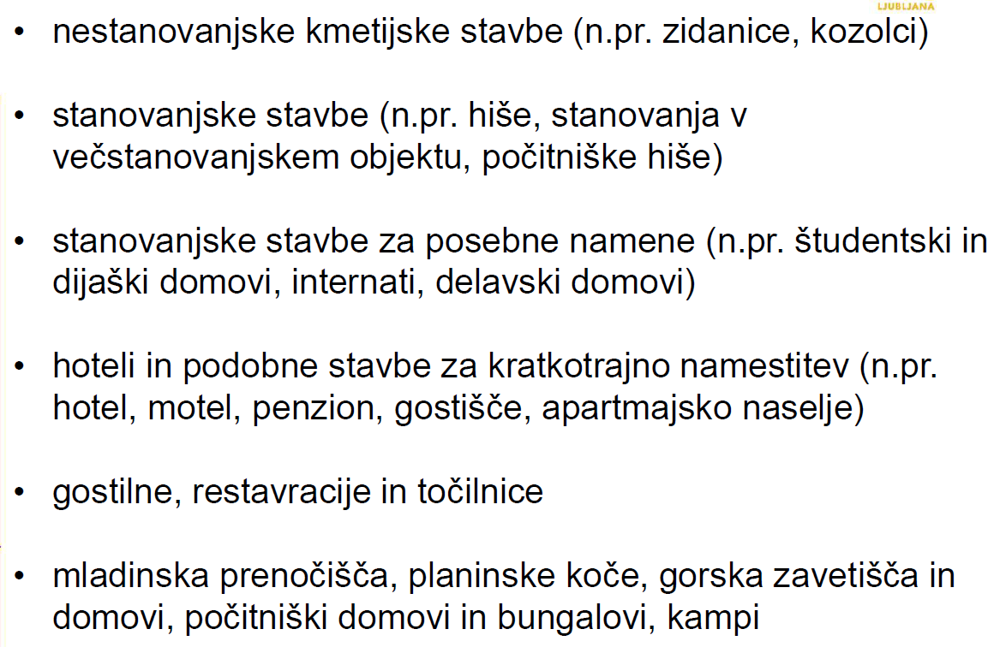 LJUBLJANA
• nestanovanjske kmetijske stavbe (n.pr. zidanice, kozolci)
• stanovanjske stavbe (n.pr. hiše, stanovanja v
večstanovanjskem objektu, počitniške hiše)
• stanovanjske stavbe za posebne namene (n.pr. študentski in
dijaški domovi, internati, delavski domovi)
• hoteli in podobne stavbe za kratkotrajno namestitev (n.pr.
hotel, motel, penzion, gostišče, apartmajsko naselje)
• gostilne, restavracije in točilnice
• mladinska prenočišča, planinske koče, gorska zavetišča in
domovi, počitniški domovi in bungalovi, kampi